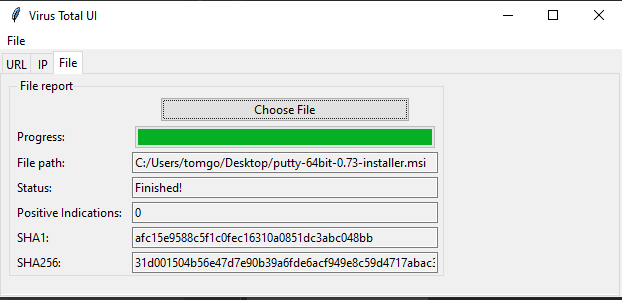 Virus Total UI
File
URL IP File
File report
Choose File
Progress:
File path: C:/Users/tomgo/Desktop/putty-64bit-0.73-installer.msi
Status: Finished!
Positive Indications: 0
SHA1: afc15e9588c5f1c0fec16310a0851dc3abc048bb
SHA256: 31d001504b56e47d7e90b39a6fde6acf949e8c59d4717abac3